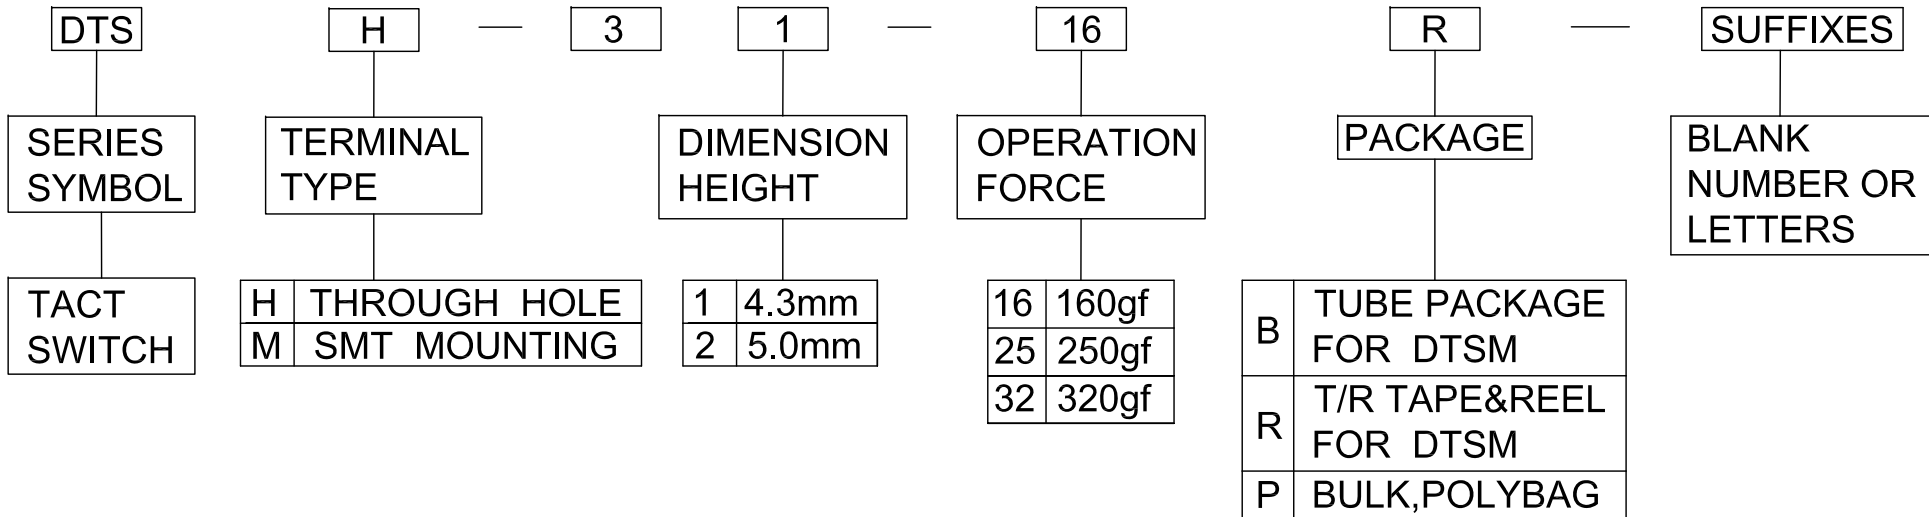 DTS H — 3 1 — 16 R — SUFFIXES
SERIES
SYMBOL
TERMINAL
TYPE
DIMENSION
HEIGHT
OPERATION
FORCE
PACKAGE
BLANK
NUMBER OR
LETTERS
TACT
SWITCH
H THROUGH HOLE
M SMT MOUNTING
1 4.3mm
2 5.0mm
16 160gf
25 250gf
32 320gf
B TUBE PACKAGE
FOR DTSM
R T/R TAPE&REEL
FOR DTSM
P BULK,POLYBAG